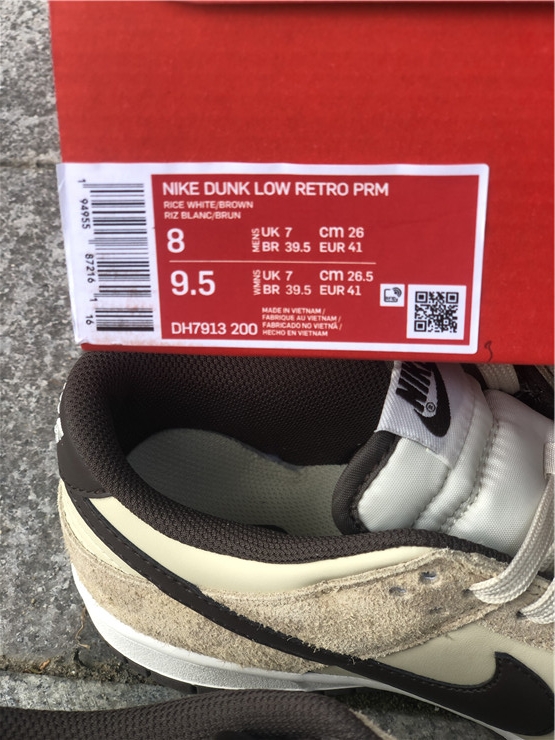 NIKE DUNK LOW RETRO PRM
RICE WHITE/BROWN
RIZ BLANC/BRUN
8 MENS UK 7 cm 26
BR 39.5 EUR 41
9.5 WMNS UK 7 cm 26.5
BR 39.5 EUR 41
MADE IN VIETNAM /
FABRIQUE AU VIETNAM /
FABRICADO NO VIETNÃ /
HECHO EN VIETNAM
DH7913 200
1 94955 87216 1 16
NIKE